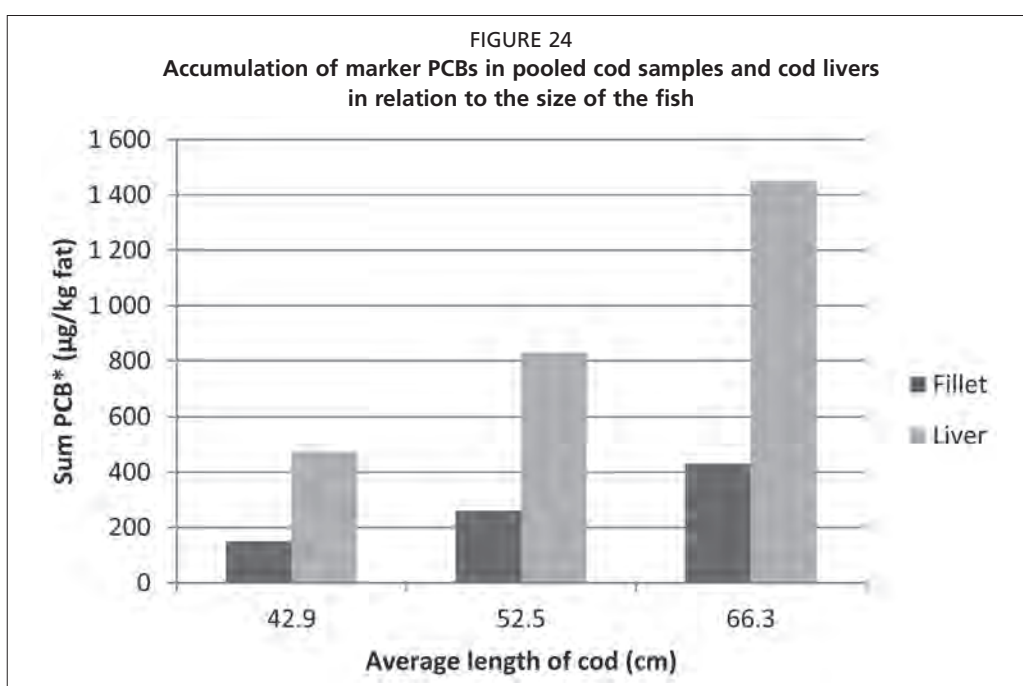 FIGURE 24
Accumulation of marker PCBs in pooled cod samples and cod livers
in relation to the size of the fish
1 600
1 400
1 200
1 000
800
600
400
200
0
Sum PCB* (µg/kg fat)
42.9
52.5
66.3
Average length of cod (cm)
Fillet
Liver